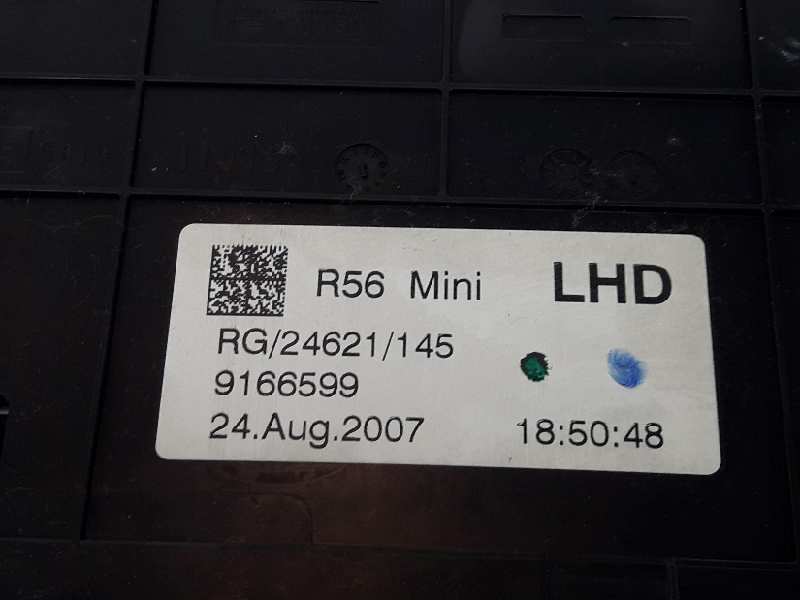 R56 Mini LHD
RG/24621/145
9166599
24.Aug.2007 18:50:48